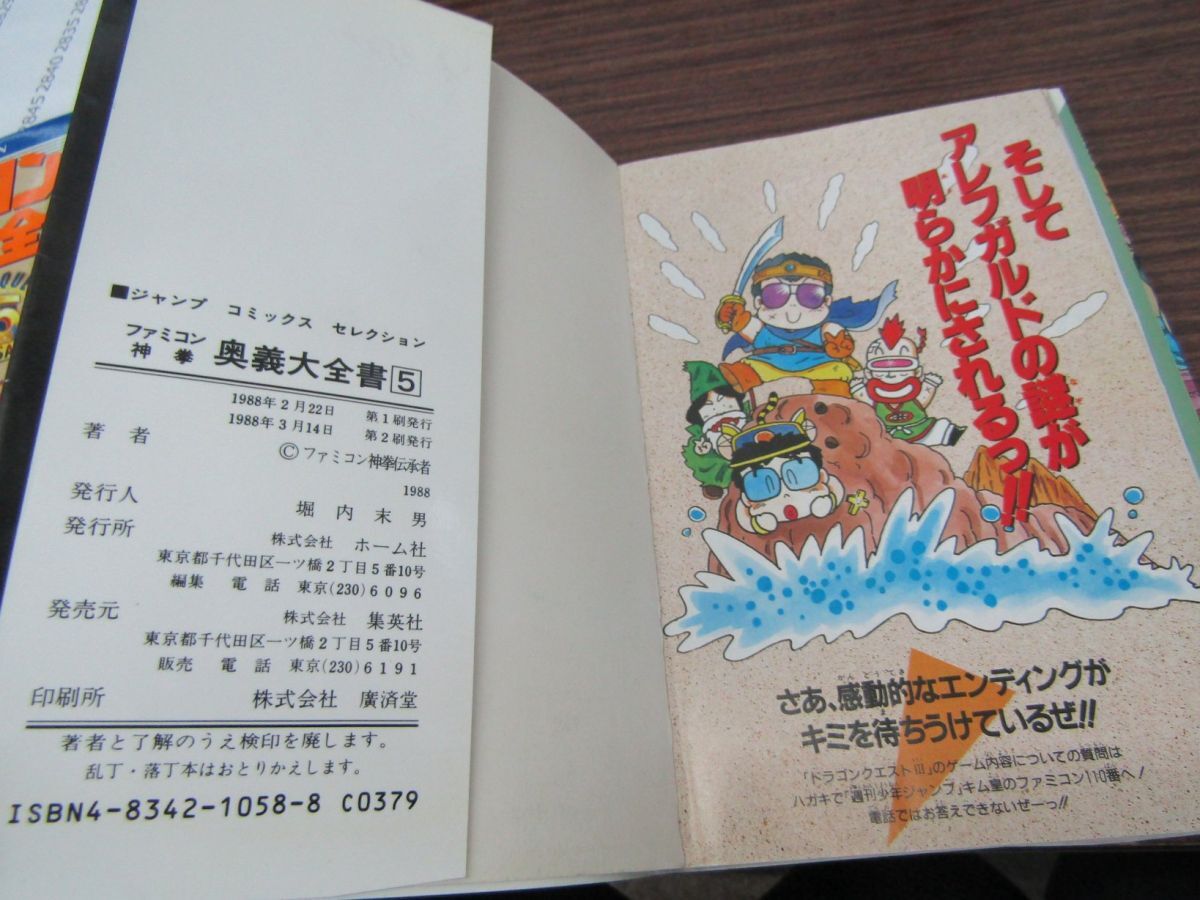 2845 2840 2835
ン
全
■ジャンプ コミックス セレクション
ファミコン
神拳 奥義大全書5
1988年2月22日 第1刷発行
1988年3月14日 第2刷発行
著者 ©ファミコン神拳伝承者
1988
発行人 堀内末男
発行所 株式会社 ホーム社
東京都千代田区一ツ橋2丁目5番10号
編集 電話 東京(230)6096
発売元 株式会社 集英社
東京都千代田区一ツ橋2丁目5番10号
販売 電話 東京(230)6191
印刷所 株式会社 廣済堂
著者と了解のうえ検印を廃します。
乱丁・落丁本はおとりかえします。
ISBN4-8342-1058-8 C0379
そして
アレフガルドの謎が
明らかにされるっ!!
さあ、感動的なエンディングが
キミを待ちうけているぜ!!
「ドラゴンクエストIII」のゲーム内容についての質問は
ハガキで「週刊少年ジャンプ」キム皇のファミコン110番へ!
電話ではお答えできないぜーっ!!